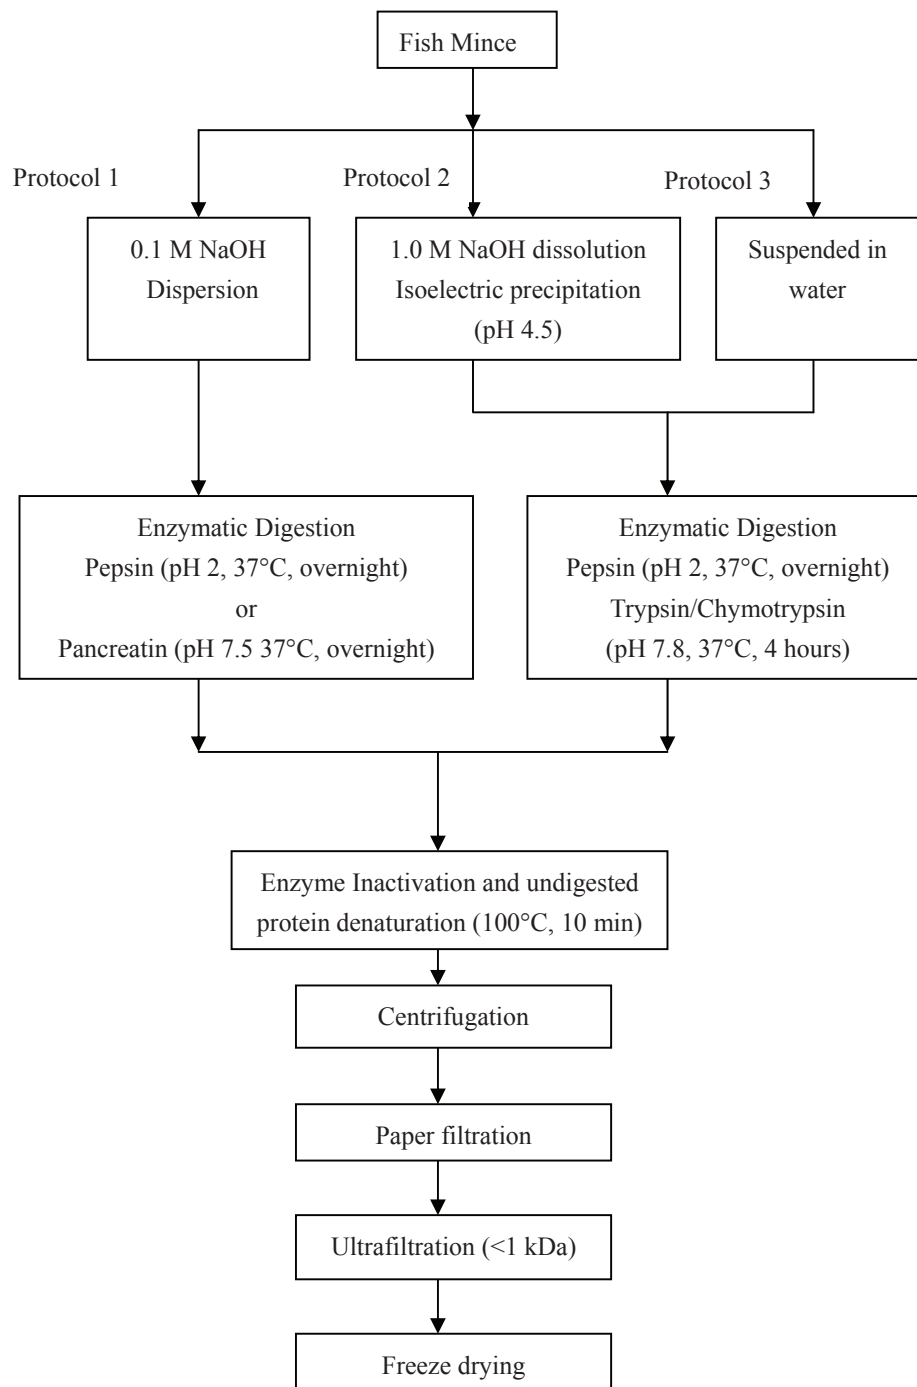 Fish Mince
Protocol 1
Protocol 2
Protocol 3
0.1 M NaOH
Dispersion
1.0 M NaOH dissolution
Isoelectric precipitation
(pH 4.5)
Suspended in
water
Enzymatic Digestion
Pepsin (pH 2, 37°C, overnight)
or
Pancreatin (pH 7.5 37°C, overnight)
Enzymatic Digestion
Pepsin (pH 2, 37°C, overnight)
Trypsin/Chymotrypsin
(pH 7.8, 37°C, 4 hours)
Enzyme Inactivation and undigested
protein denaturation (100°C, 10 min)
Centrifugation
Paper filtration
Ultrafiltration (<1 kDa)
Freeze drying